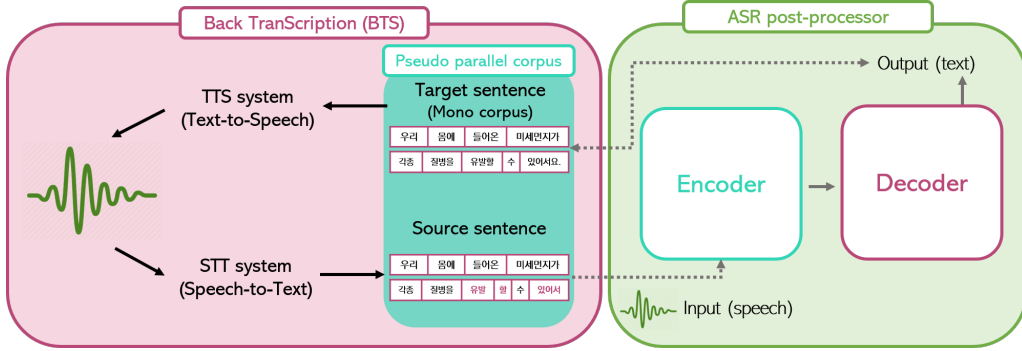 Back TranScription (BTS)
Pseudo parallel corpus
Target sentence
(Mono corpus)
우리 몸에 들어온 미세먼지가
각종 질병을 유발할 수 있어서요.
TTS system
(Text-to-Speech)
Source sentence
우리 몸에 들어온 미세먼지가
각종 질병을 유발 할 수 있어서
STT system
(Speech-to-Text)
ASR post-processor
Output (text)
Encoder
Decoder
Input (speech)